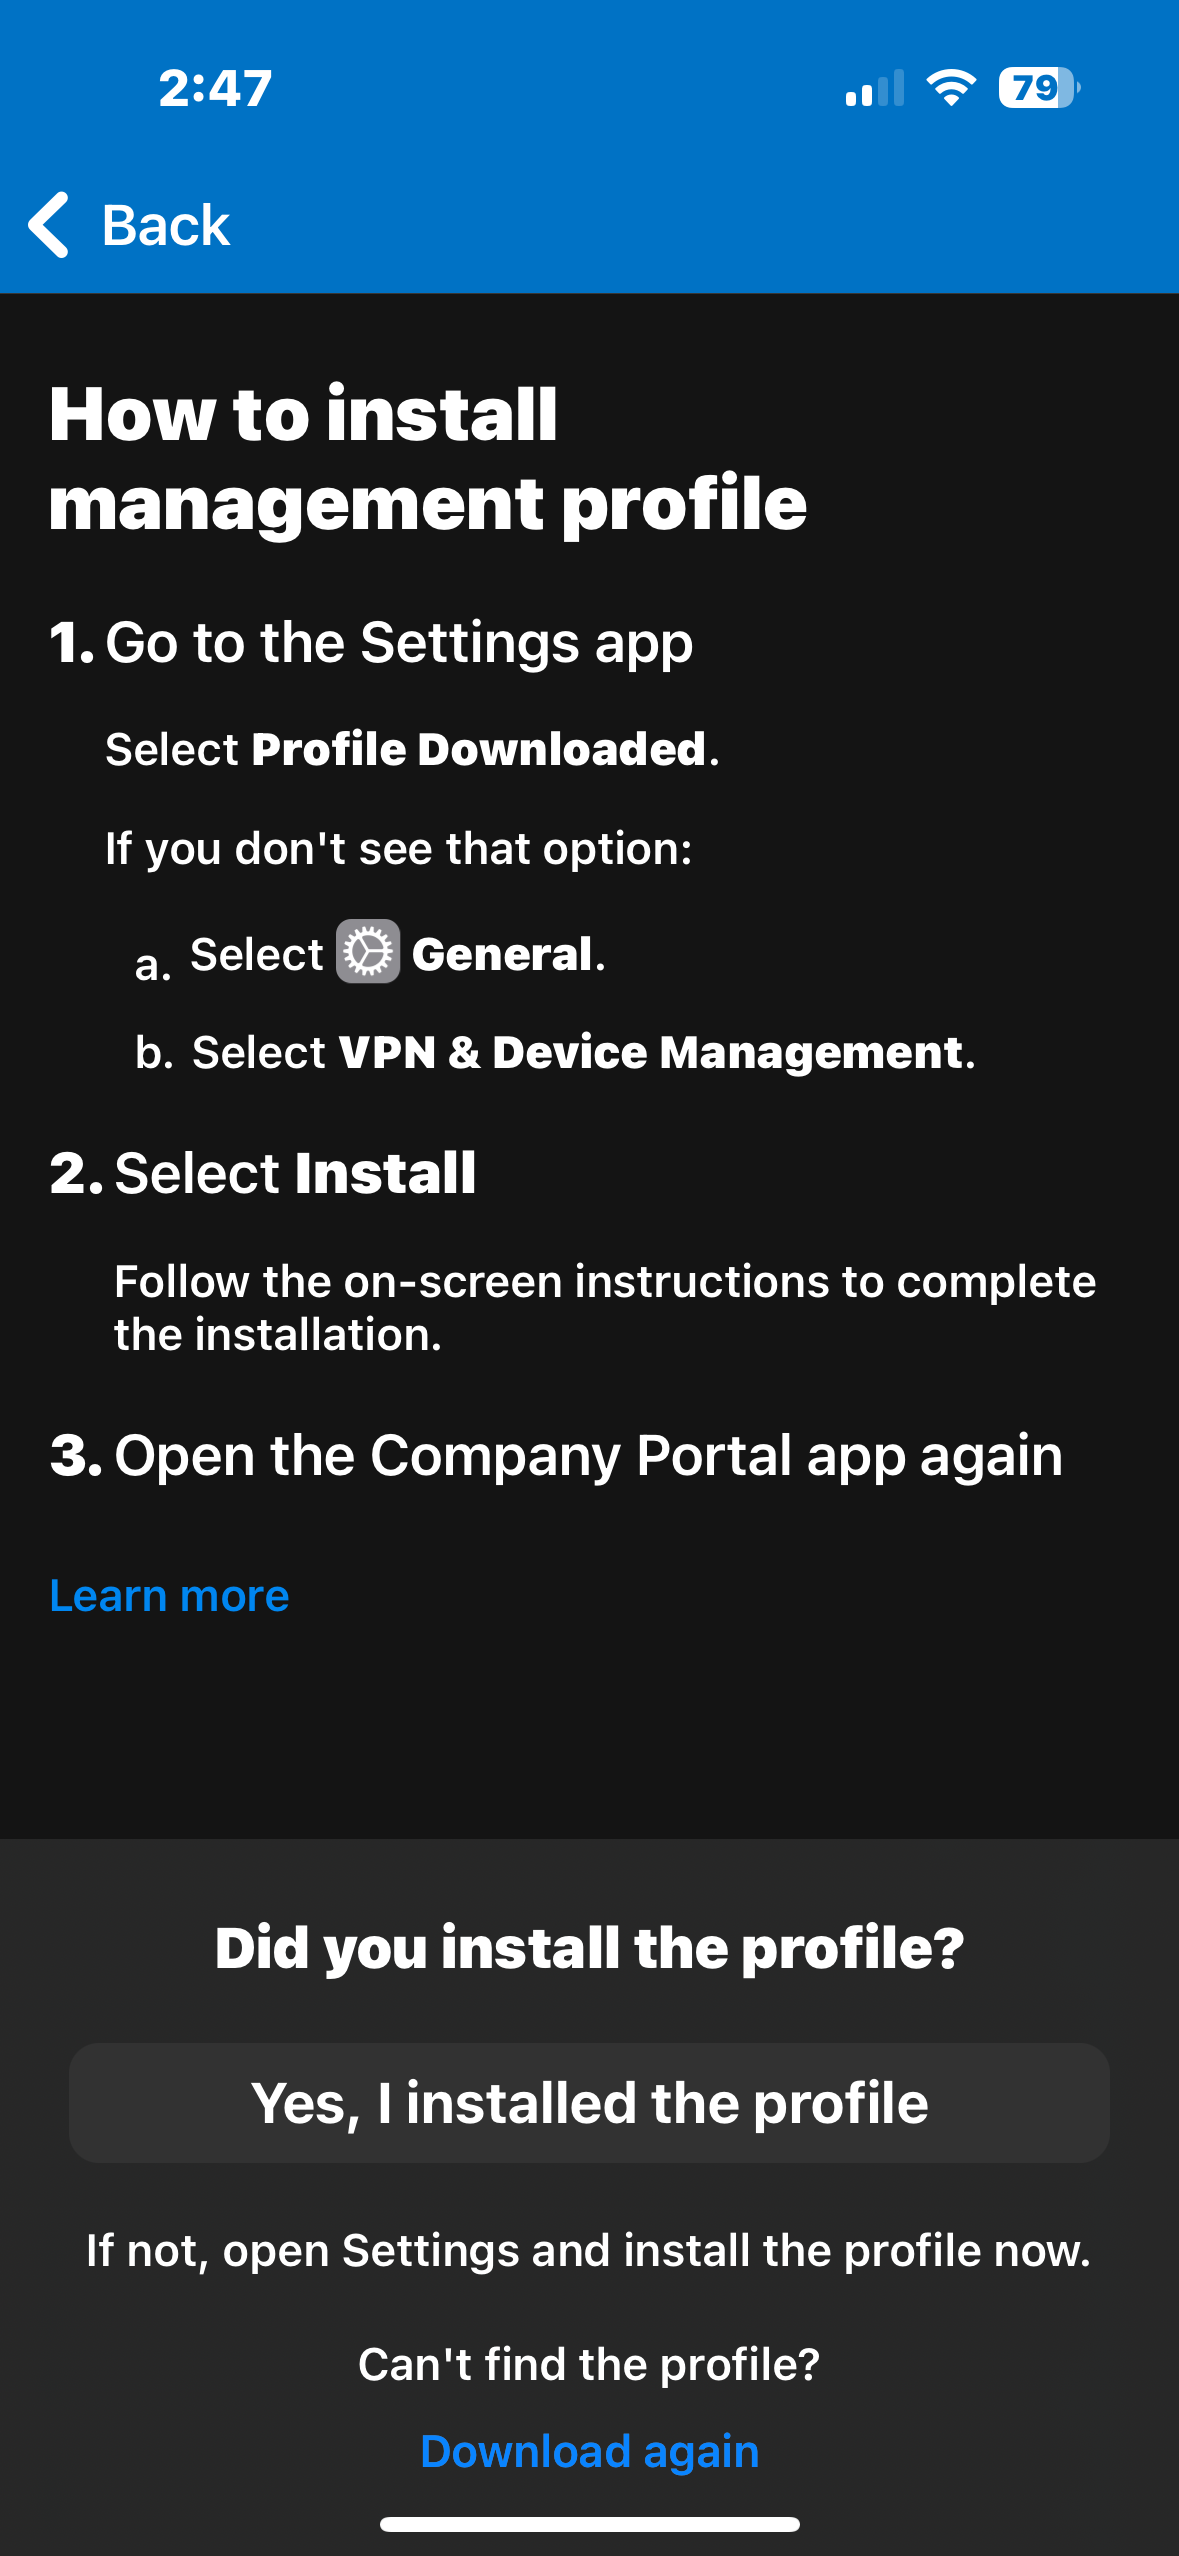 2:47
79
Back
How to install
management profile
1. Go to the Settings app
Select Profile Downloaded.
If you don't see that option:
a. Select General.
b. Select VPN & Device Management.
2. Select Install
Follow the on-screen instructions to complete
the installation.
3. Open the Company Portal app again
Learn more
Did you install the profile?
Yes, I installed the profile
If not, open Settings and install the profile now.
Can't find the profile?
Download again